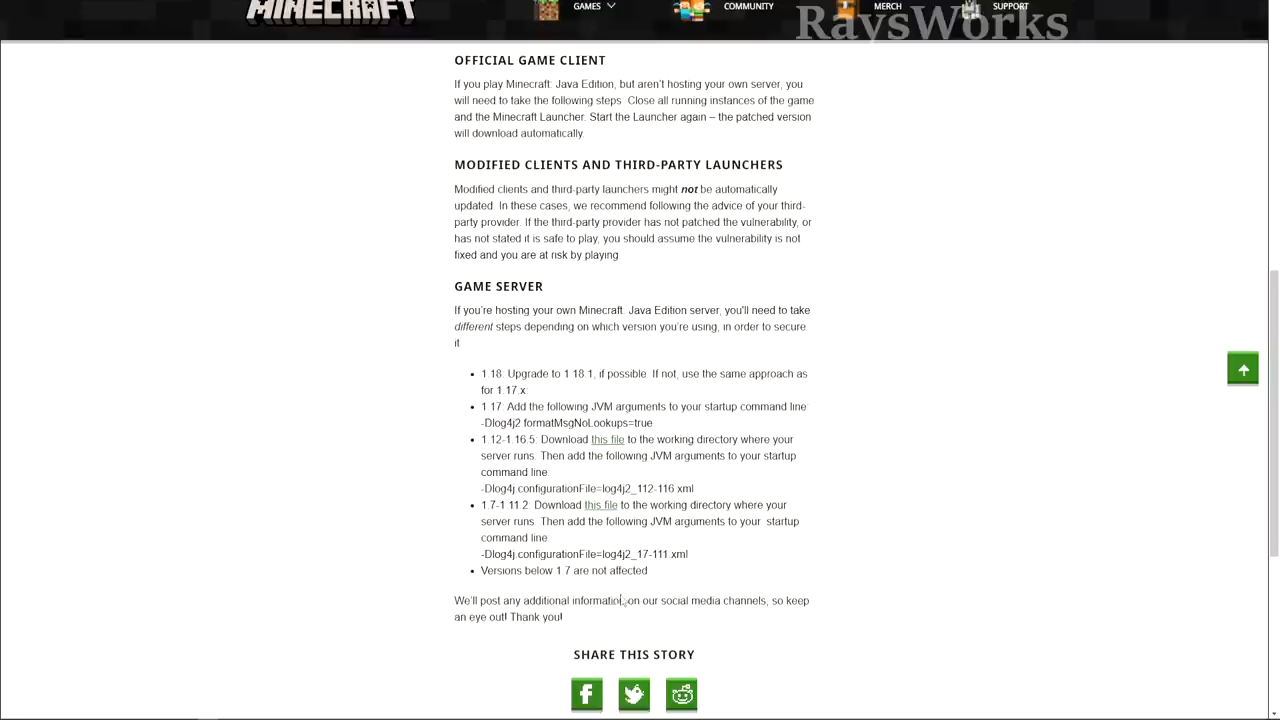 MINECRAFT
GAMES
COMMUNITY
MERCH
SUPPORT
RaysWorks
OFFICIAL GAME CLIENT
If you play Minecraft: Java Edition, but aren't hosting your own server, you
will need to take the following steps: Close all running instances of the game
and the Minecraft Launcher. Start the Launcher again – the patched version
will download automatically.
MODIFIED CLIENTS AND THIRD-PARTY LAUNCHERS
Modified clients and third-party launchers might not be automatically
updated. In these cases, we recommend following the advice of your third-
party provider. If the third-party provider has not patched the vulnerability, or
has not stated it is safe to play, you should assume the vulnerability is not
fixed and you are at risk by playing.
GAME SERVER
If you're hosting your own Minecraft: Java Edition server, you'll need to take
different steps depending on which version you're using, in order to secure
it.
• 1.18: Upgrade to 1.18.1, if possible. If not, use the same approach as
for 1.17.x:
• 1.17: Add the following JVM arguments to your startup command line:
-Dlog4j2.formatMsgNoLookups=true
• 1.12-1.16.5: Download this file to the working directory where your
server runs. Then add the following JVM arguments to your startup
command line:
-Dlog4j.configurationFile=log4j2_112-116.xml
• 1.7-1.11.2: Download this file to the working directory where your
server runs. Then add the following JVM arguments to your startup
command line:
-Dlog4j.configurationFile=log4j2_17-111.xml
• Versions below 1.7 are not affected
We'll post any additional information on our social media channels, so keep
an eye out! Thank you!
SHARE THIS STORY